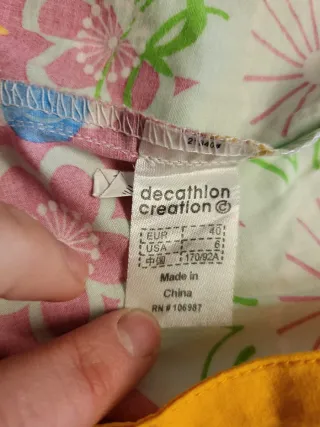 decathlon
creation ©
EUR 40
USA 6
中国 170/92A
Made in
China
RN # 106987